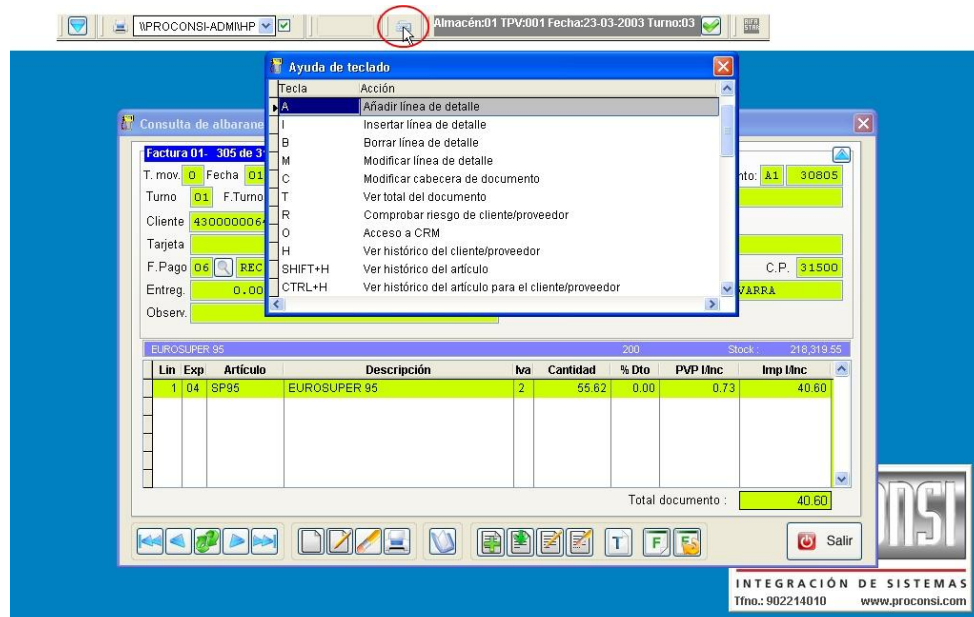 \\PROCONSI-ADMI\HP
Almacén:01 TPV:001 Fecha:23-03-2003 Turno:03
Ayuda de teclado
Tecla Acción
A Añadir línea de detalle
I Insertar línea de detalle
B Borrar línea de detalle
M Modificar línea de detalle
C Modificar cabecera de documento
T Ver total del documento
R Comprobar riesgo de cliente/proveedor
O Acceso a CRM
H Ver histórico del cliente/proveedor
SHIFT+H Ver histórico del artículo
CTRL+H Ver histórico del artículo para el cliente/proveedor
Consulta de albarane
Factura 01- 305 de 3
T. mov. 0 Fecha 01 nto: A1 30805
Turno 01 F.Turno
Cliente 430000006
Tarjeta
F.Pago 06 REC C.P. 31500
Entreg. 0.00 VARRA
Observ.
EUROSUPER 95 200 Stock : 218,319.55
Lin Exp Artículo Descripción Iva Cantidad % Dto PVP I/Inc Imp I/Inc
1 04 SP95 EUROSUPER 95 2 55.62 0.00 0.73 40.60
Total documento : 40.60
T F F Salir
ONSI
INTEGRACIÓN DE SISTEMAS
Tfno.: 902214010 www.proconsi.com